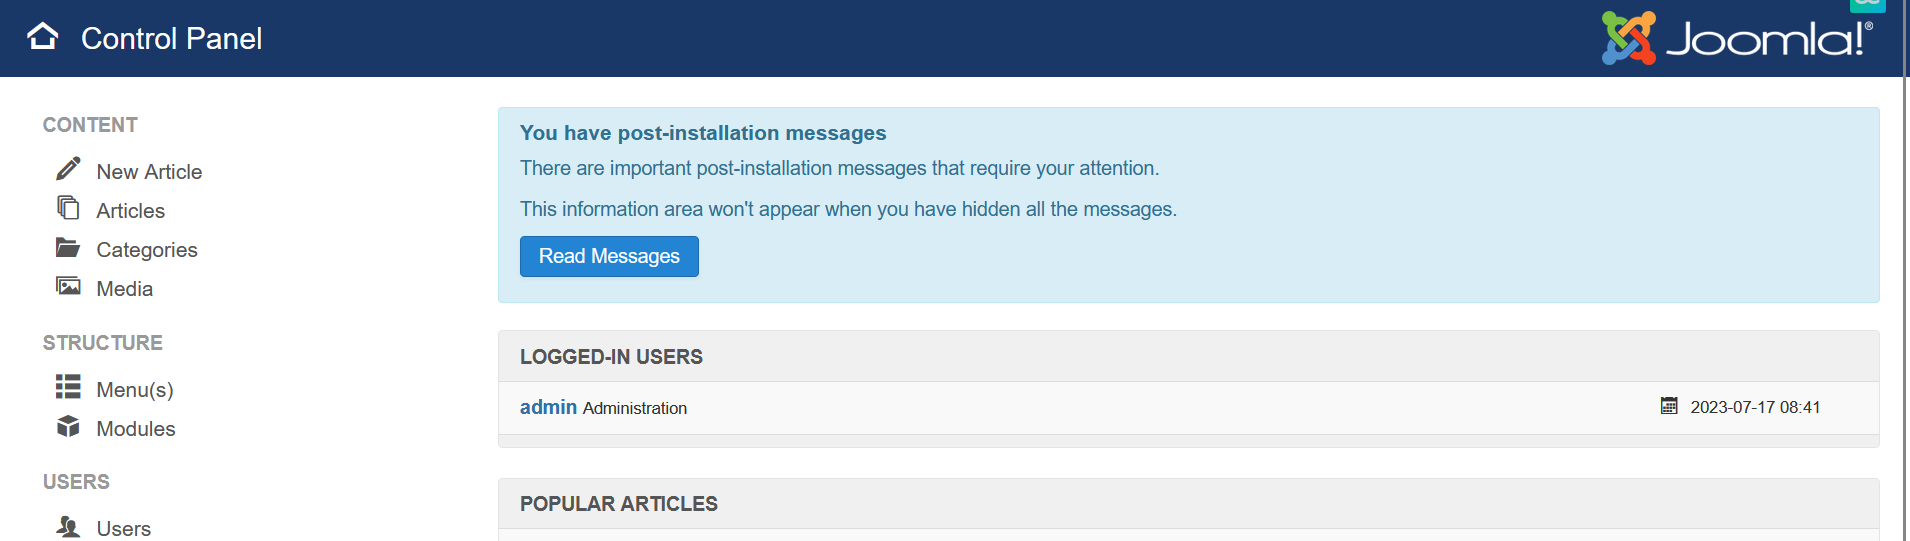 Control Panel
Joomla!®
CONTENT
New Article
Articles
Categories
Media
STRUCTURE
Menu(s)
Modules
USERS
Users
You have post-installation messages
There are important post-installation messages that require your attention.
This information area won't appear when you have hidden all the messages.
Read Messages
LOGGED-IN USERS
admin Administration 2023-07-17 08:41
POPULAR ARTICLES